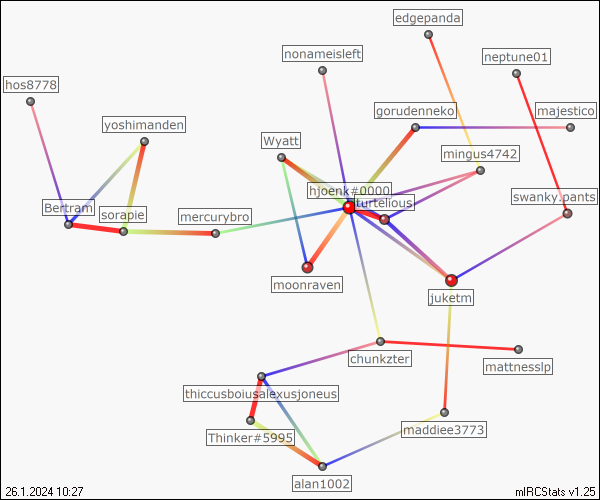 edgepanda
nonameisleft
neptune01
hos8778
gorudenneko
majestico
yoshimanden
Wyatt
mingus4742
hjoenk#0000
swanky.pants
turtelious
Bertram
sorapie
mercurybro
moonraven
juketm
chunkzter
mattnesslp
thiccusboiusalexusjoneus
Thinker#5995
maddiee3773
alan1002
26.1.2024 10:27
mIRCStats v1.25